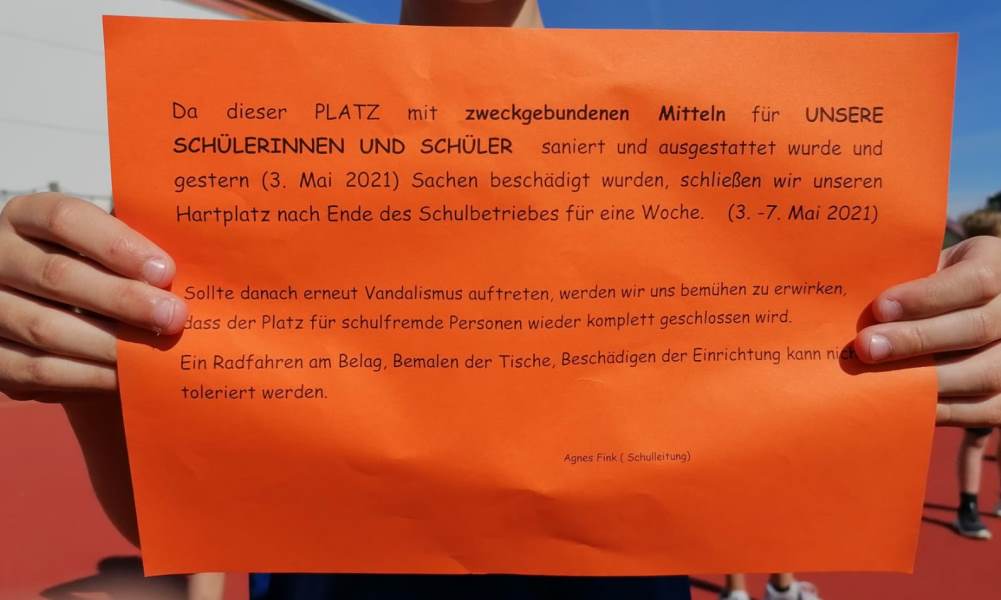 Da dieser PLATZ mit zweckgebundenen Mitteln für UNSERE
SCHÜLERINNEN UND SCHÜLER saniert und ausgestattet wurde und
gestern (3. Mai 2021) Sachen beschädigt wurden, schließen wir unseren
Hartplatz nach Ende des Schulbetriebes für eine Woche. (3. -7. Mai 2021)
Sollte danach erneut Vandalismus auftreten, werden wir uns bemühen zu erwirken,
dass der Platz für schulfremde Personen wieder komplett geschlossen wird.
Ein Radfahren am Belag, Bemalen der Tische, Beschädigen der Einrichtung kann
toleriert werden.
Agnes Fink ( Schulleitung)